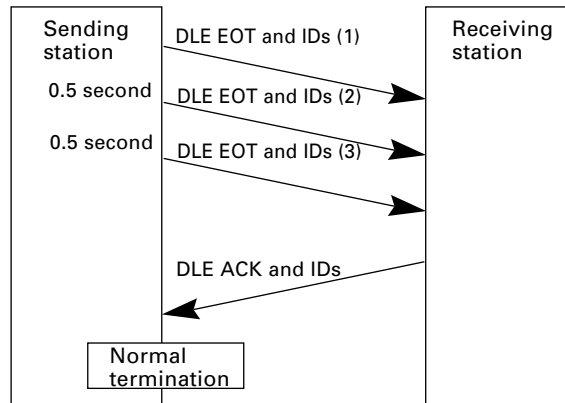 Sending
station
DLE EOT and IDs (1)
Receiving
station
0.5 second
DLE EOT and IDs (2)
0.5 second
DLE EOT and IDs (3)
DLE ACK and IDs
Normal
termination